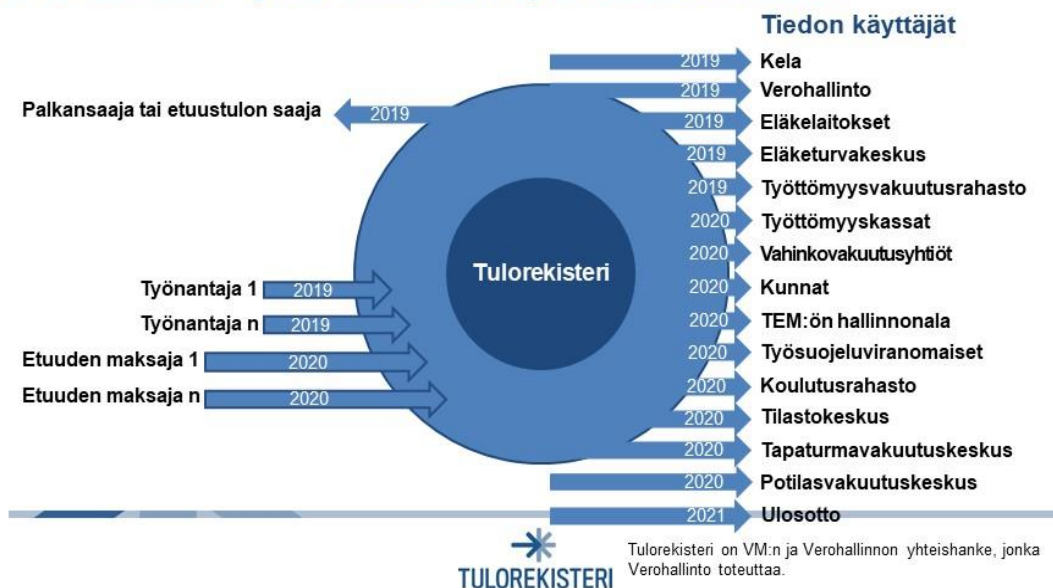 Tiedon käyttäjät
2019 Kela
2019 Verohallinto
Palkansaaja tai etuustulon saaja 2019
2019 Eläkelaitokset
2019 Eläketurvakeskus
2019 Työttömyysvakuutusrahasto
2020 Työttömyyskassat
2020 Vahinkovakuutusyhtiöt
Tulorekisteri
Työnantaja 1 2019
2020 Kunnat
Työnantaja n 2019
2020 TEM:ön hallinnonala
Etuuden maksaja 1 2020
2020 Työsuojeluviranomaiset
Etuuden maksaja n 2020
2020 Koulutusrahasto
2020 Tilastokeskus
2020 Tapaturmavakuutuskeskus
2020 Potilasvakuutuskeskus
2021 Ulosotto
TULOREKISTERI
Tulorekisteri on VM:n ja Verohallinnon yhteishanke, jonka
Verohallinto toteuttaa.